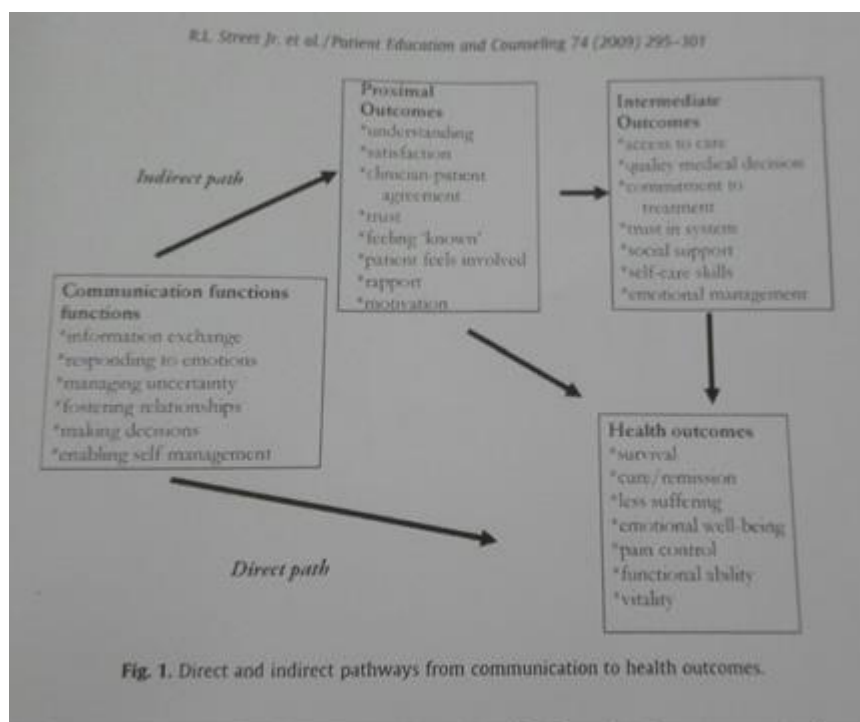 R.L. Street Jr. et al. / Patient Education and Counseling 74 (2009) 295–301
Proximal
Outcomes
*understanding
*satisfaction
*clinician-patient
agreement
*trust
*feeling 'known'
*patient feels involved
*rapport
*motivation
Intermediate
Outcomes
*access to care
*quality medical decision
*commitment to
treatment
*trust in system
*social support
*self-care skills
*emotional management
Indirect path
Communication functions
functions
*information exchange
*responding to emotions
*managing uncertainty
*fostering relationships
*making decisions
*enabling self management
Health outcomes
*survival
*cure/remission
*less suffering
*emotional well-being
*pain control
*functional ability
*vitality
Direct path
Fig. 1. Direct and indirect pathways from communication to health outcomes.